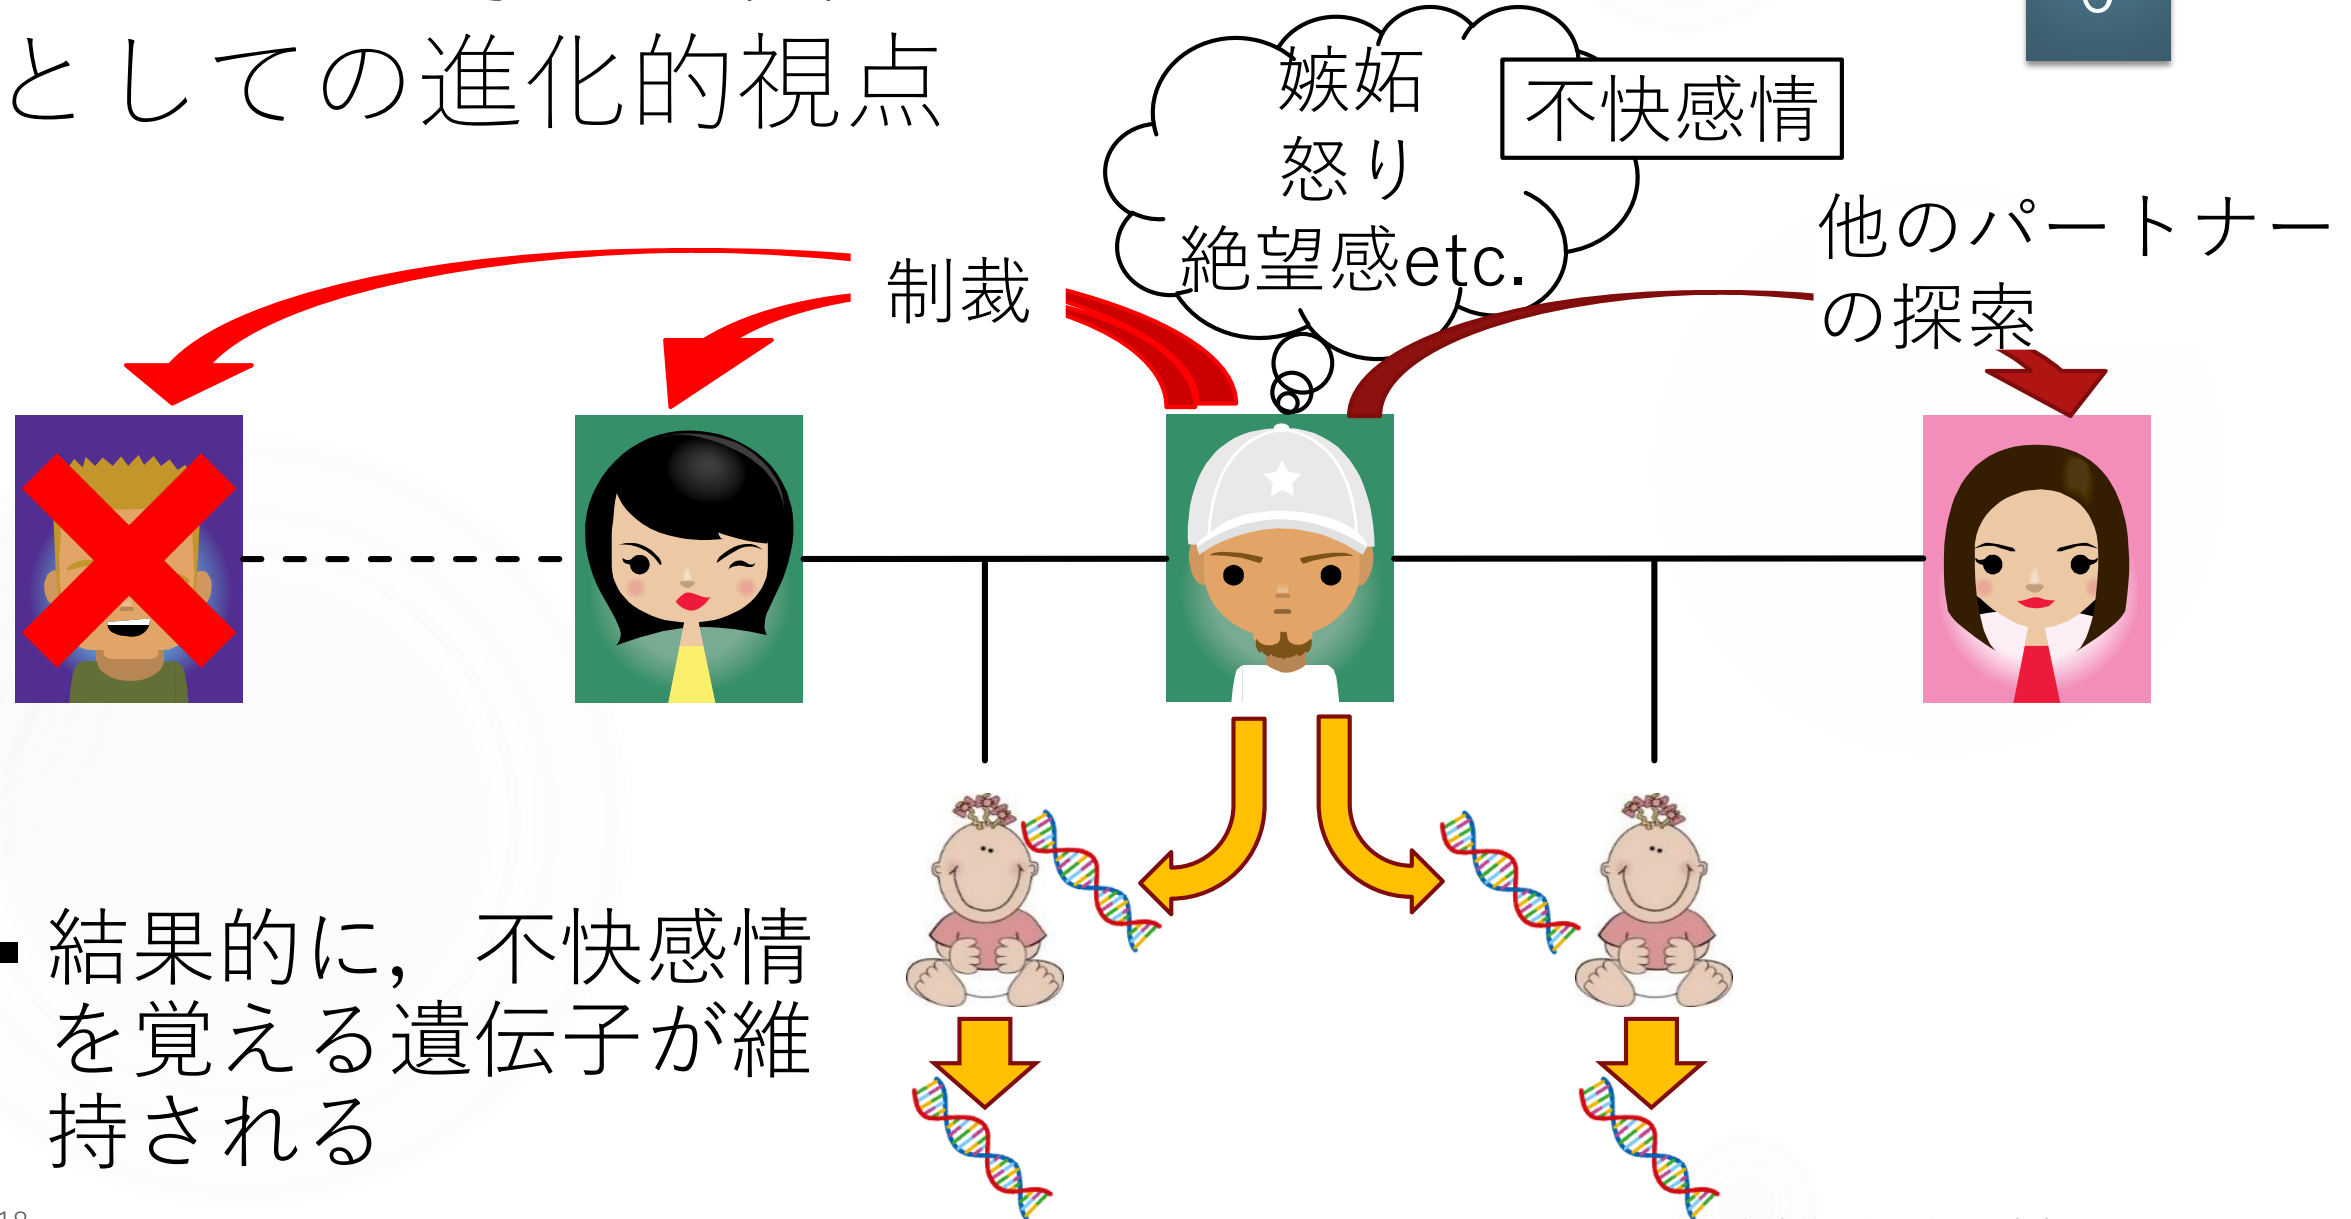 としての進化的視点
嫉妬
怒り
絶望感etc.
不快感情
制裁
他のパートナー
の探索
結果的に，不快感情
を覚える遺伝子が維
持される